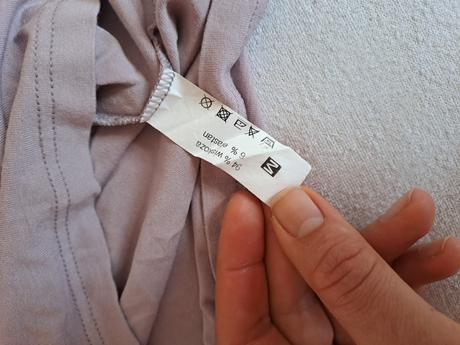 M
94 % wiskoza
6 % elastan